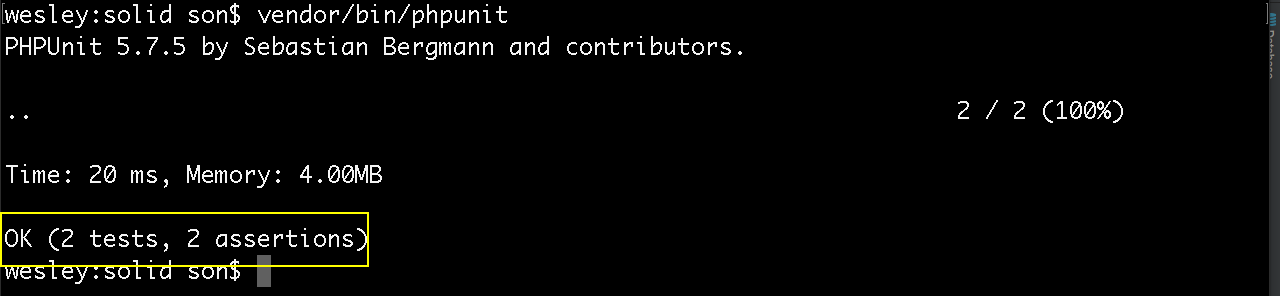 wesley:solid son$ vendor/bin/phpunit
PHPUnit 5.7.5 by Sebastian Bergmann and contributors.
.. 2 / 2 (100%)
Time: 20 ms, Memory: 4.00MB
OK (2 tests, 2 assertions)
wesley:solid son$
Database